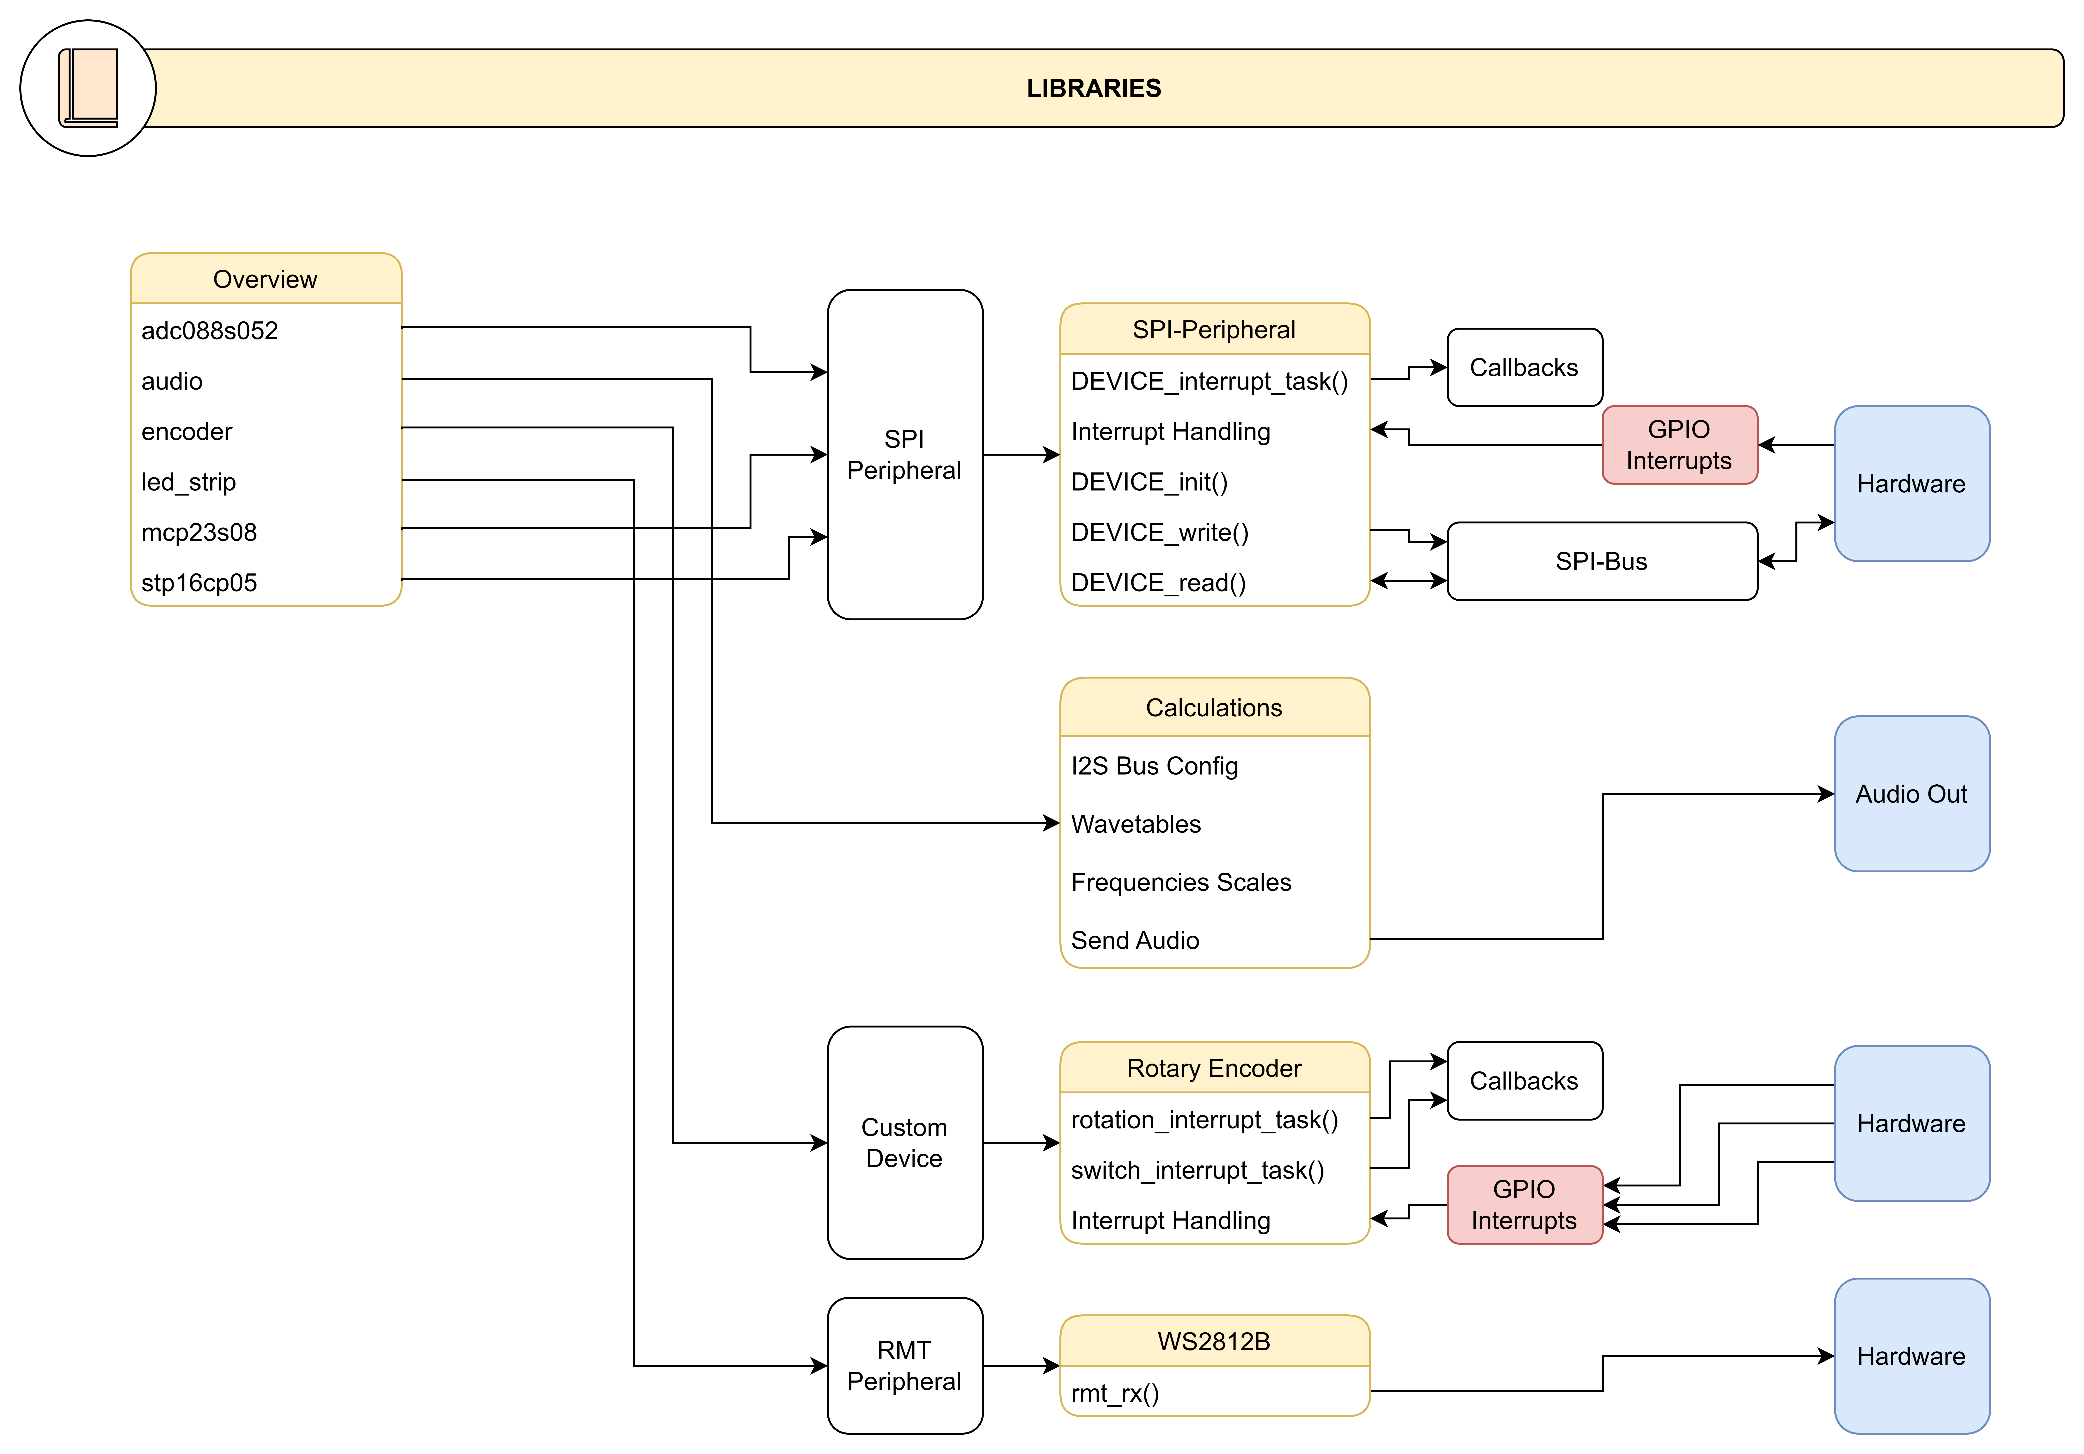 LIBRARIES
Overview
adc088s052
audio
encoder
led_strip
mcp23s08
stp16cp05
SPI
Peripheral
SPI-Peripheral
DEVICE_interrupt_task()
Interrupt Handling
DEVICE_init()
DEVICE_write()
DEVICE_read()
Callbacks
GPIO
Interrupts
SPI-Bus
Hardware
Calculations
I2S Bus Config
Wavetables
Frequencies Scales
Send Audio
Audio Out
Custom
Device
Rotary Encoder
rotation_interrupt_task()
switch_interrupt_task()
Interrupt Handling
Callbacks
GPIO
Interrupts
Hardware
RMT
Peripheral
WS2812B
rmt_rx()
Hardware